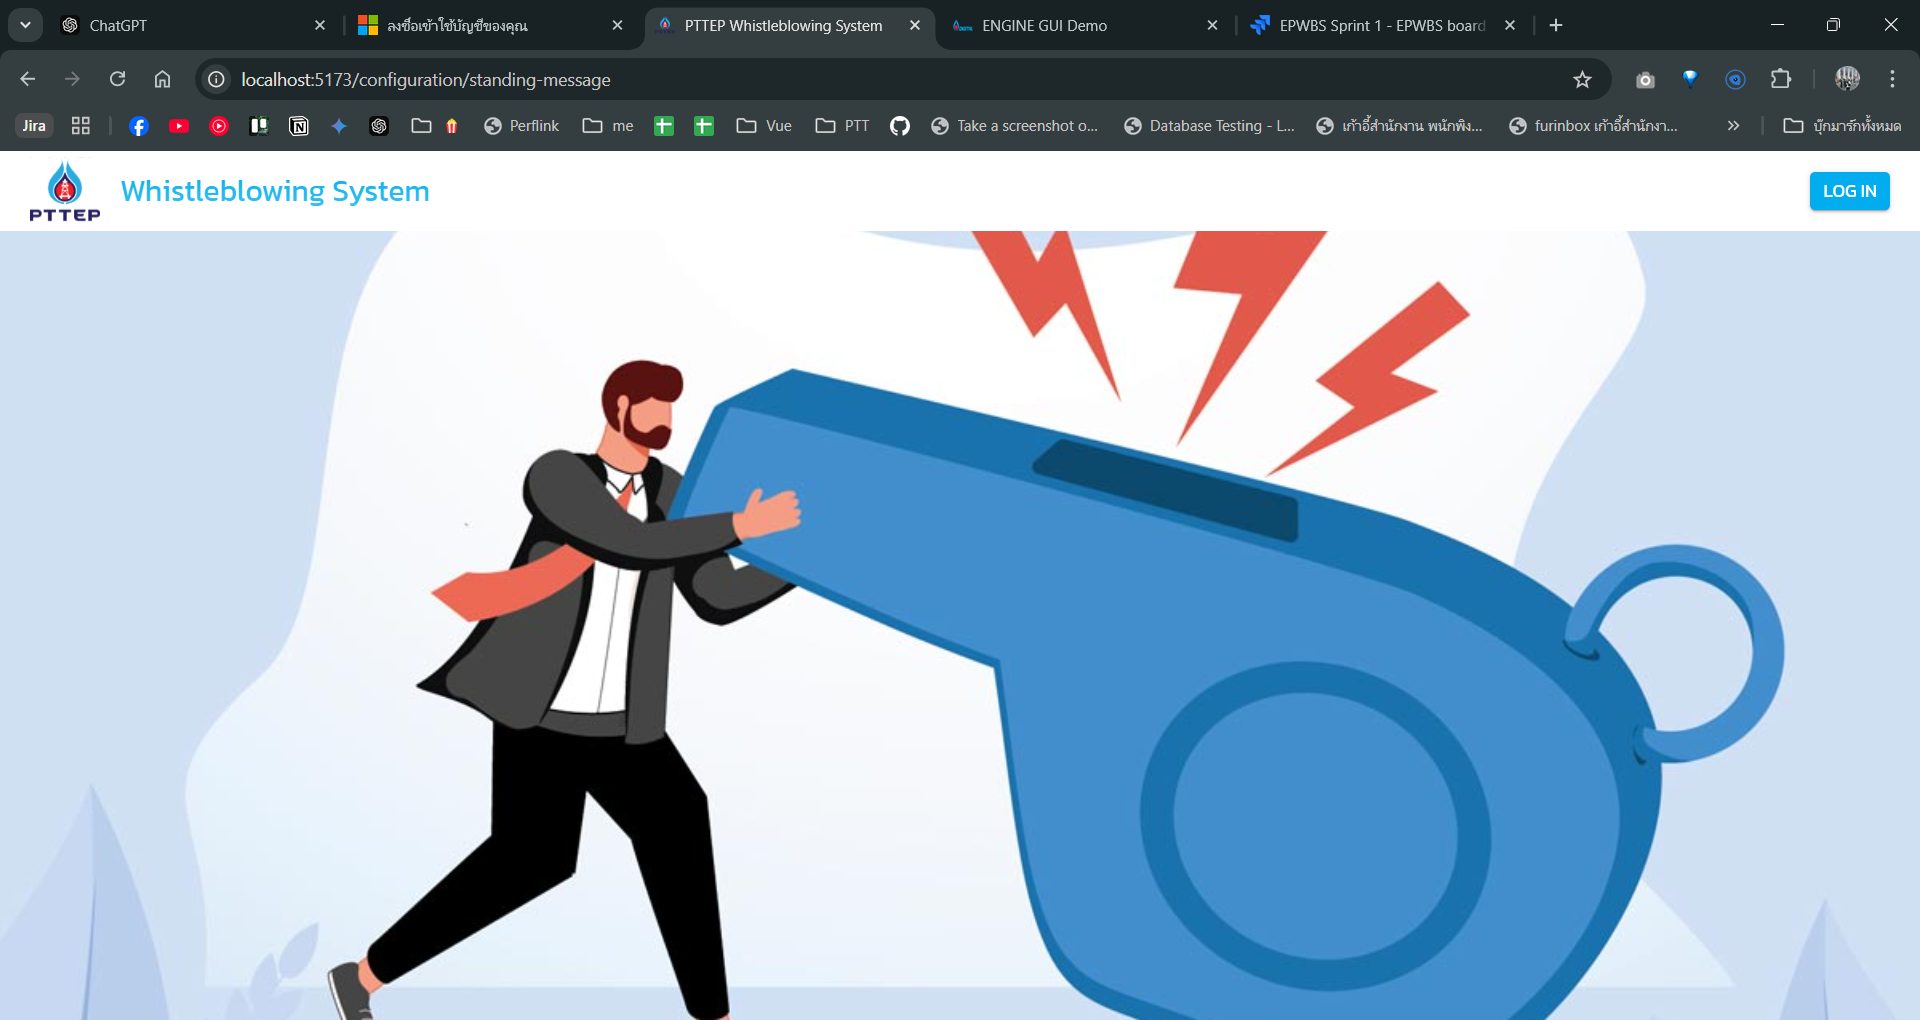 ChatGPT
ลงชื่อเข้าใช้บัญชีของคุณ
PTTEP Whistleblowing System
ENGINE GUI Demo
EPWBS Sprint 1 - EPWBS board
localhost:5173/configuration/standing-message
Jira
Perflink
me
Vue
PTT
Take a screenshot o...
Database Testing - L...
เก้าอี้สำนักงาน พนักพิง...
furinbox เก้าอี้สำนักงา...
บุ๊กมาร์กทั้งหมด
PTTEP
Whistleblowing System
LOG IN